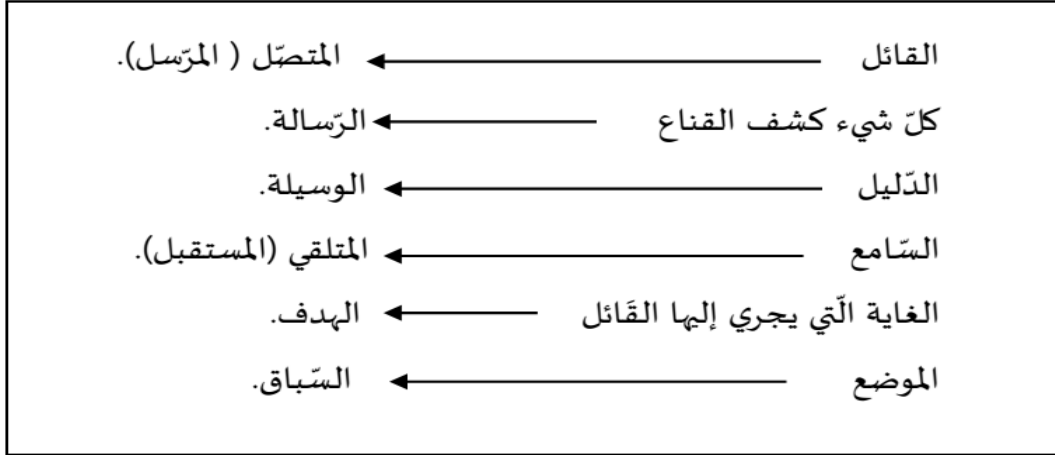 القائل ← المتصّل ( المرّسل).
كلّ شيء كشف القناع ← الرّسالة.
الدّليل ← الوسيلة.
السّامع ← المتلقي (المستقبل).
الغاية الّتي يجري إليها القَائل ← الهدف.
الموضع ← السّباق.